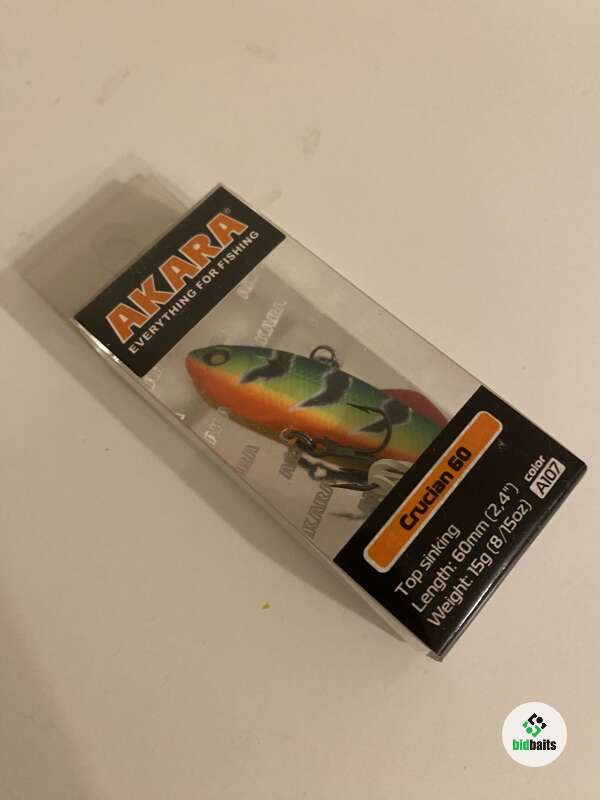 AKARA®
EVERYTHING FOR FISHING
AKARA
Crucian 60
Top sinking
Length: 60mm (2,4")
Weight: 15g (8/15oz)
color
A107
bidbaits